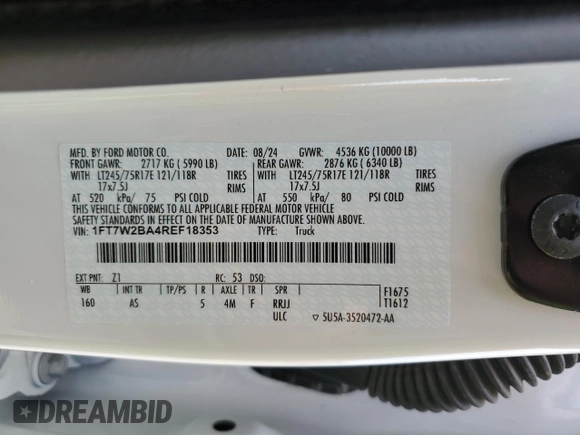 MFD. BY FORD MOTOR CO. DATE: 08/24 GVWR: 4536 KG (10000 LB)
FRONT GAWR: 2717 KG (5990 LB) REAR GAWR: 2876 KG (6340 LB)
WITH LT245/75R17E 121/118R TIRES WITH LT245/75R17E 121/118R TIRES
17x7.5J RIMS 17x7.5J RIMS
AT 520 kPa/ 75 PSI COLD AT 550 kPa/ 80 PSI COLD
THIS VEHICLE CONFORMS TO ALL APPLICABLE FEDERAL MOTOR VEHICLE
SAFETY STANDARDS IN EFFECT ON THE DATE OF MANUFACTURE SHOWN ABOVE.
VIN: 1FT7W2BA4REF18353 TYPE: Truck
EXT PNT: Z1 RC: 53 DSO:
WB INT TR TP/PS R AXLE TR SPR F1675
160 AS 5 4M F RRJJ T1612
ULC ▽ 5U5A-3520472-AA
DREAMBID